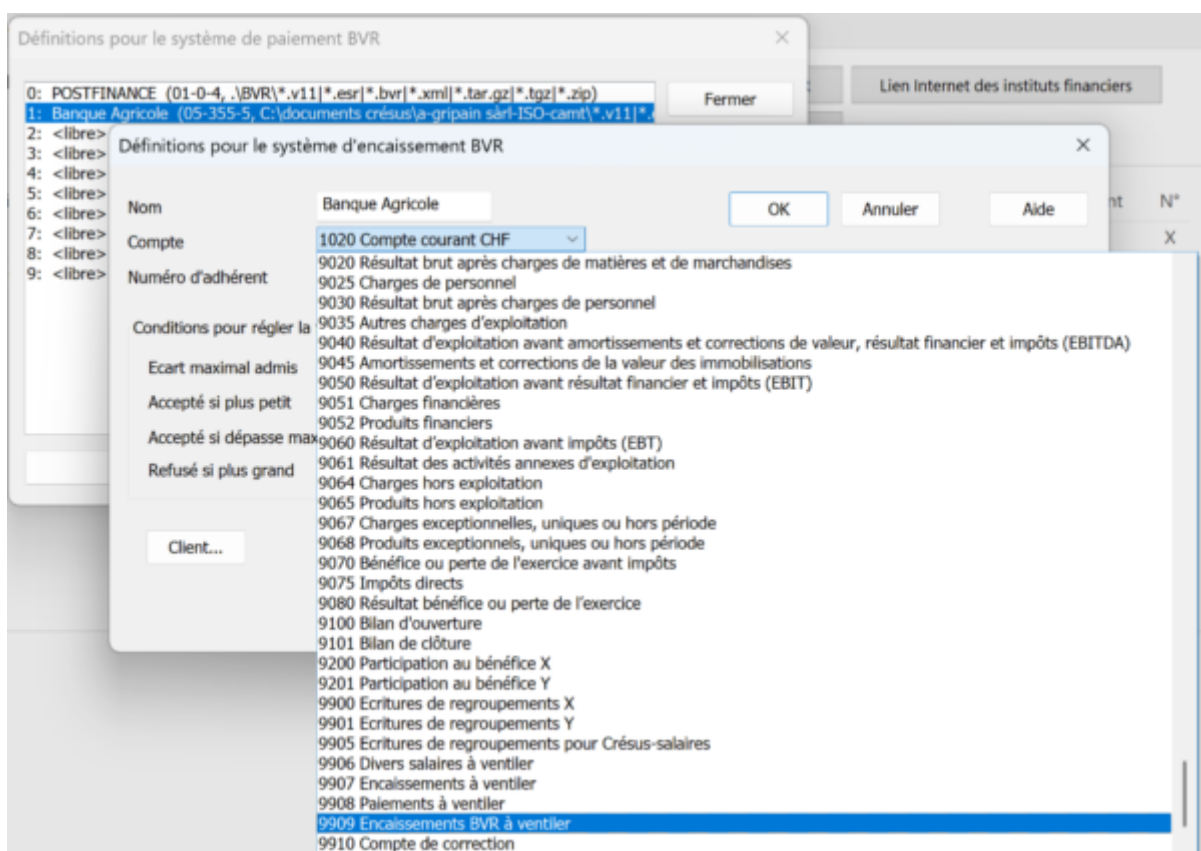 Définitions pour le système de paiement BVR
0: POSTFINANCE (01-0-4, .\BVR\*.v11|*.esr|*.bvr|*.xml|*.tar.gz|*.tgz|*.zip)
Fermer
Lien Internet des instituts financiers
1: Banque Agricole (05-355-5, C:\documents crésus\a-gripain sàrl-ISO-camt\*.v11|*.
2: <libre>
3: <libre>
4: <libre>
5: <libre>
6: <libre>
7: <libre>
8: <libre>
9: <libre>
Définitions pour le système d'encaissement BVR
Nom
Banque Agricole
OK
Annuler
Aide
nt
N°
Compte
1020 Compte courant CHF
X
Numéro d'adhérent
Conditions pour régler la
Ecart maximal admis
Accepté si plus petit
Accepté si dépasse max
Refusé si plus grand
Client...
9020 Résultat brut après charges de matières et de marchandises
9025 Charges de personnel
9030 Résultat brut après charges de personnel
9035 Autres charges d'exploitation
9040 Résultat d'exploitation avant amortissements et corrections de valeur, résultat financier et impôts (EBITDA)
9045 Amortissements et corrections de la valeur des immobilisations
9050 Résultat d'exploitation avant résultat financier et impôts (EBIT)
9051 Charges financières
9052 Produits financiers
9060 Résultat d'exploitation avant impôts (EBT)
9061 Résultat des activités annexes d'exploitation
9064 Charges hors exploitation
9065 Produits hors exploitation
9067 Charges exceptionnelles, uniques ou hors période
9068 Produits exceptionnels, uniques ou hors période
9070 Bénéfice ou perte de l'exercice avant impôts
9075 Impôts directs
9080 Résultat bénéfice ou perte de l'exercice
9100 Bilan d'ouverture
9101 Bilan de clôture
9200 Participation au bénéfice X
9201 Participation au bénéfice Y
9900 Ecritures de regroupements X
9901 Ecritures de regroupements Y
9905 Ecritures de regroupements pour Crésus-salaires
9906 Divers salaires à ventiler
9907 Encaissements à ventiler
9908 Paiements à ventiler
9909 Encaissements BVR à ventiler
9910 Compte de correction